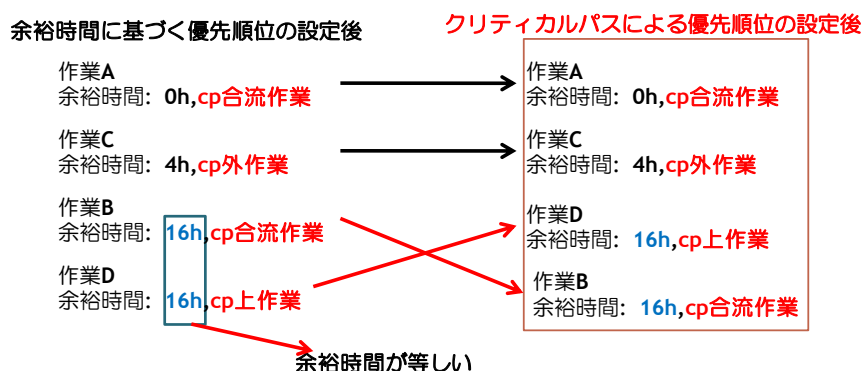 余裕時間に基づく優先順位の設定後
作業A
余裕時間: 0h,cp合流作業
作業C
余裕時間: 4h,cp外作業
作業B
余裕時間: 16h,cp合流作業
作業D
余裕時間: 16h,cp上作業
余裕時間が等しい
クリティカルパスによる優先順位の設定後
作業A
余裕時間: 0h,cp合流作業
作業C
余裕時間: 4h,cp外作業
作業D
余裕時間: 16h,cp上作業
作業B
余裕時間: 16h,cp合流作業